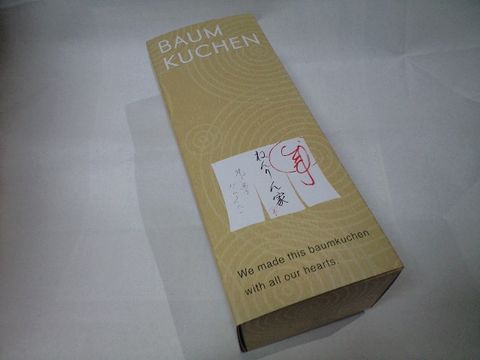 BAUM
KUCHEN
ねんりん家
We made this baumkuchen
with all our hearts.